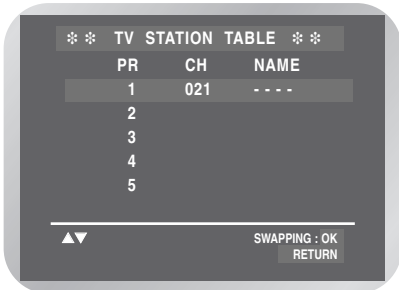 ❇ ❇ TV STATION TABLE ❇ ❇
PR CH NAME
1 021 - - - -
2
3
4
5
▲▼ SWAPPING : OK
RETURN